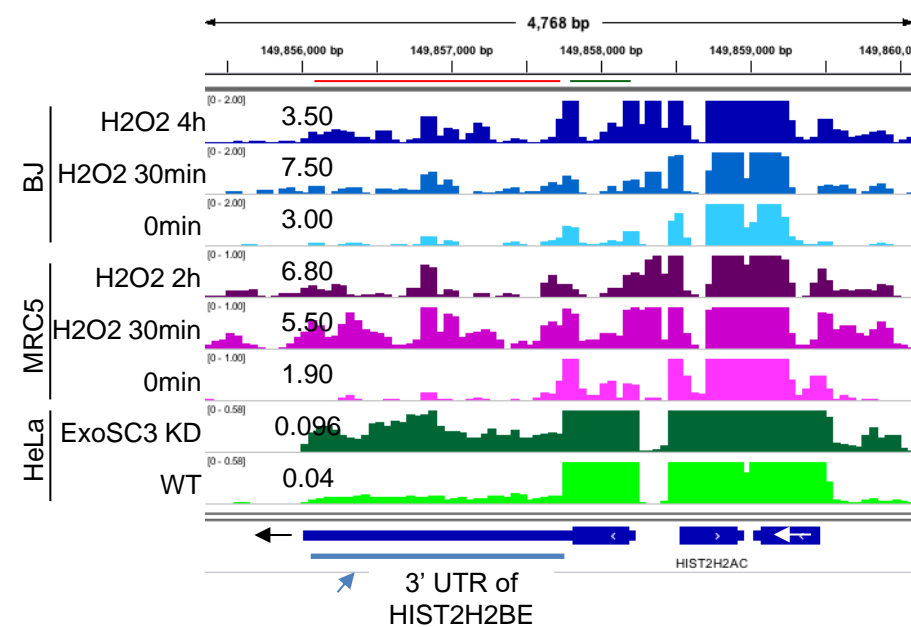 4,768 bp
149,856,000 bp 149,857,000 bp 149,858,000 bp 149,859,000 bp 149,860,0
BJ
H2O2 4h [0 - 2.00] 3.50
H2O2 30min [0 - 2.00] 7.50
0min [0 - 2.00] 3.00
MRC5
H2O2 2h [0 - 1.00] 6.80
H2O2 30min [0 - 1.00] 5.50
0min [0 - 1.00] 1.90
HeLa
ExoSC3 KD [0 - 0.58] 0.096
WT [0 - 0.58] 0.04
HIST2H2AC
3’ UTR of
HIST2H2BE